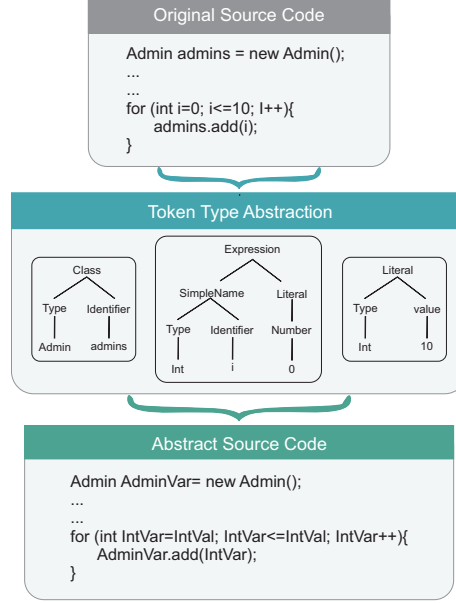 Original Source Code
Admin admins = new Admin();
...
...
for (int i=0; i<=10; I++){
admins.add(i);
}
Token Type Abstraction
Class
Type Identifier
Admin admins
Expression
SimpleName Literal
Type Identifier Number
Int i 0
Literal
Type value
Int 10
Abstract Source Code
Admin AdminVar= new Admin();
...
...
for (int IntVar=IntVal; IntVar<=IntVal; IntVar++){
AdminVar.add(IntVar);
}